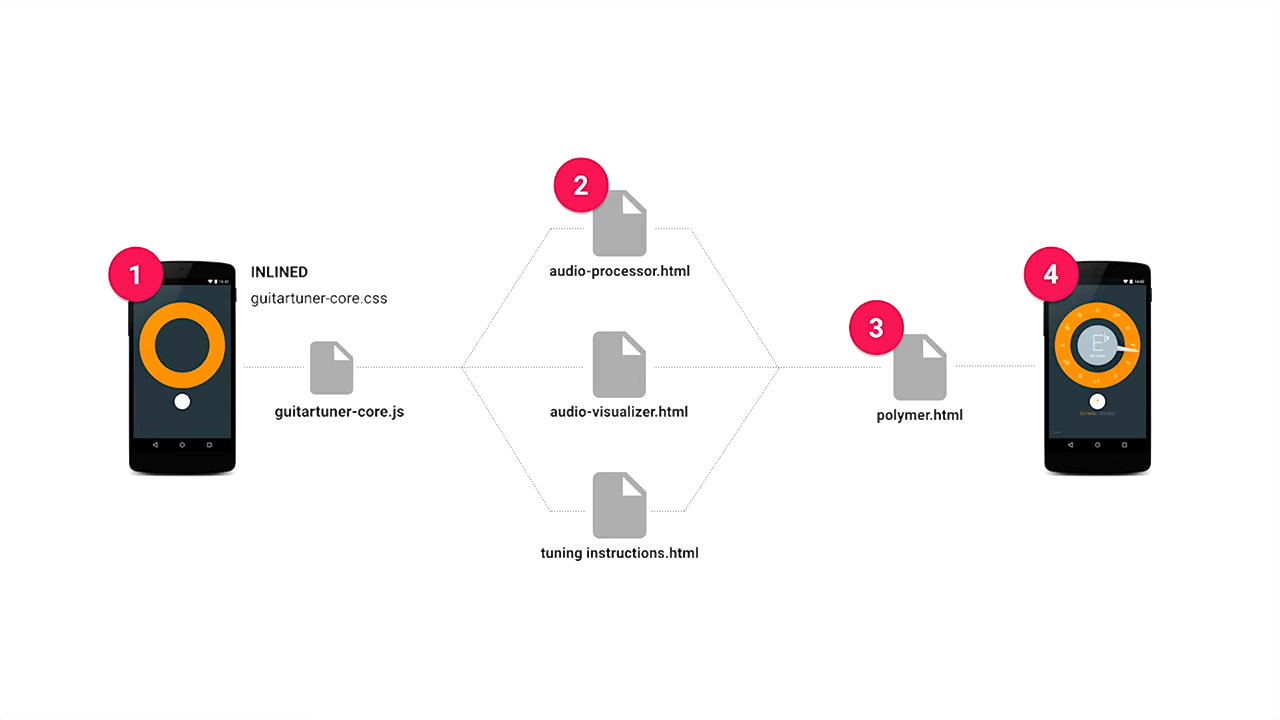 1
INLINED
guitartuner-core.css
guitartuner-core.js
2
audio-processor.html
audio-visualizer.html
tuning instructions.html
3
polymer.html
4
E♭